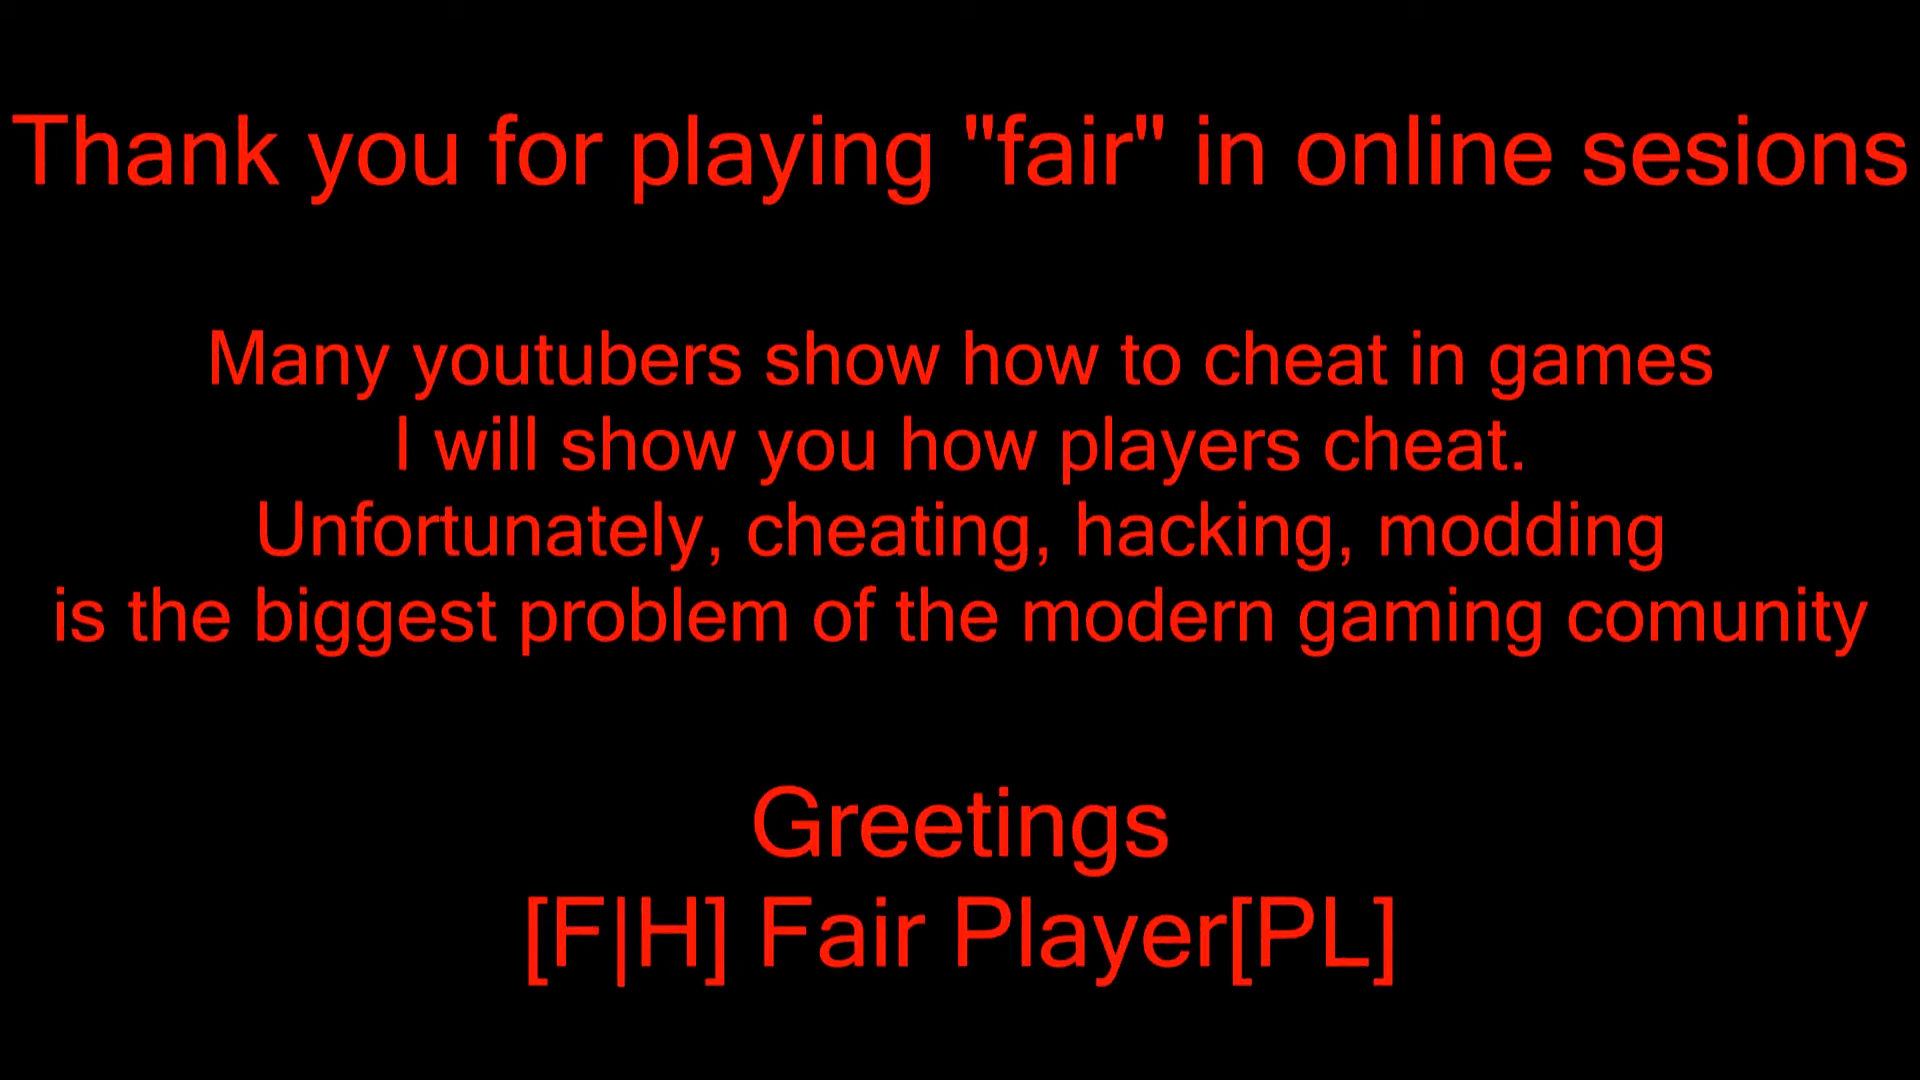 Thank you for playing "fair" in online sesions
Many youtubers show how to cheat in games
I will show you how players cheat.
Unfortunately, cheating, hacking, modding
is the biggest problem of the modern gaming comunity
Greetings
[F|H] Fair Player[PL]